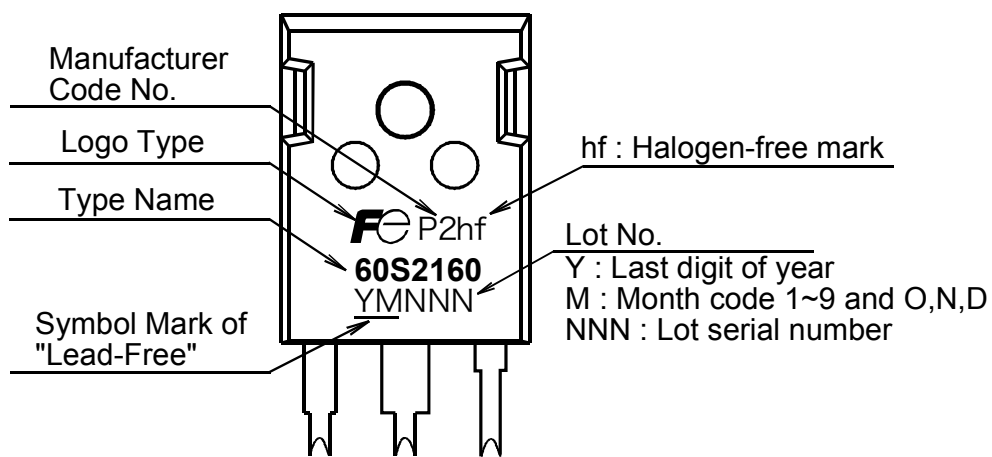 Manufacturer
Code No.
Logo Type
Type Name
Symbol Mark of
"Lead-Free"
Fe P2hf
60S2160
YMNNN
hf : Halogen-free mark
Lot No.
Y : Last digit of year
M : Month code 1~9 and O,N,D
NNN : Lot serial number